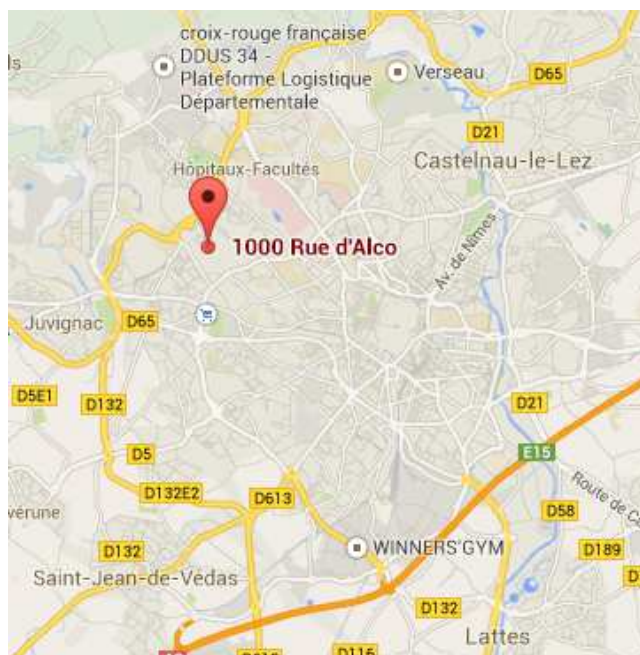 croix-rouge française
DDUS 34 -
Plateforme Logistique
Départementale
Verseau
D65
D21
Castelnau-le-Lez
Hôpitaux-Facultés
1000 Rue d'Alco
Av. de Nîmes
Juvignac
D65
D5E1
D132
D21
D5
E15
D132E2
D613
Route de
D58
vérune
D132
WINNERS'GYM
D189
Saint-Jean-de-Védas
D132
Lattes
D116